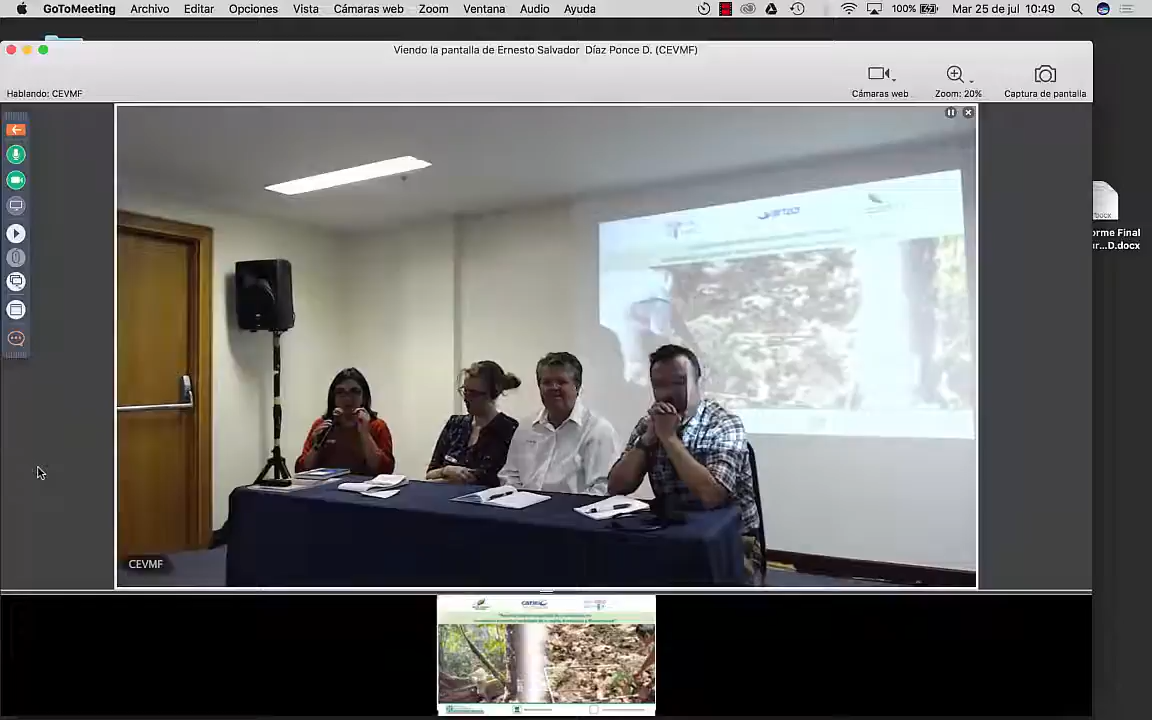 GoToMeeting Archivo Editar Opciones Vista Cámaras web Zoom Ventana Audio Ayuda 100% Mar 25 de jul 10:49
Viendo la pantalla de Ernesto Salvador Díaz Ponce D. (CEVMF)
Hablando: CEVMF
Cámaras web
Zoom: 20%
Captura de pantalla
docx
orme Final
ur...D.docx
CEVMF